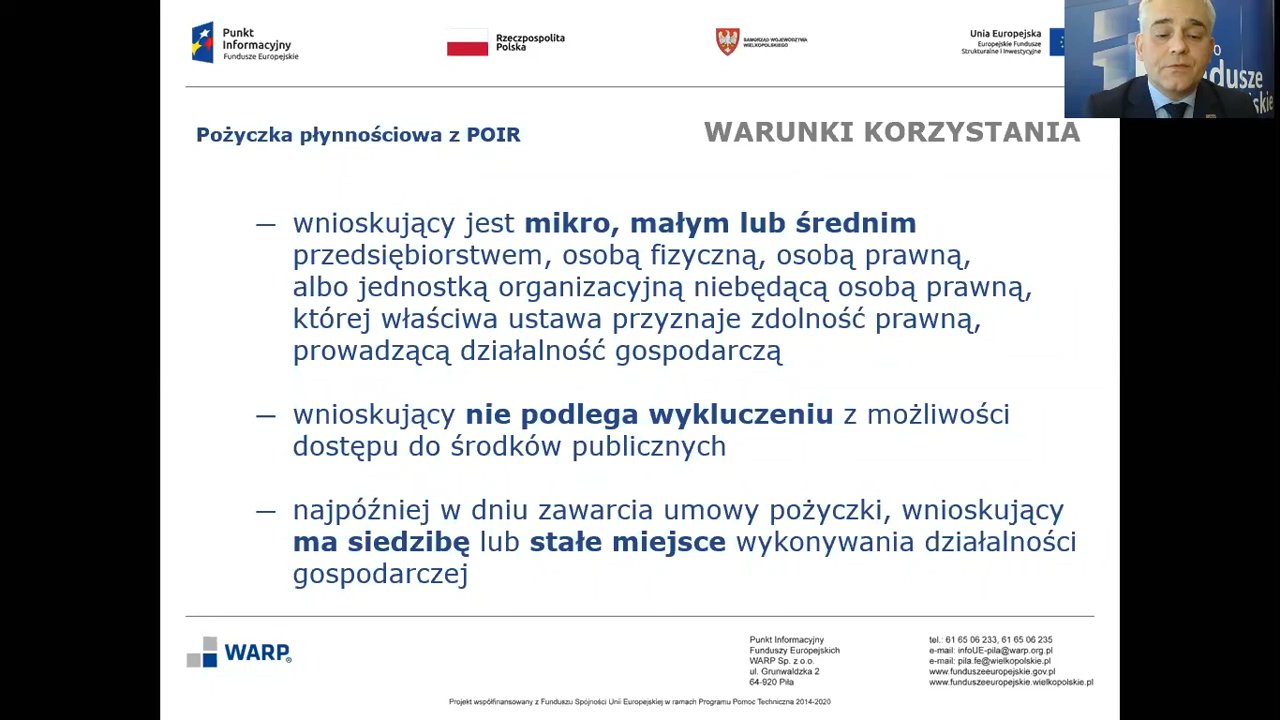 Punkt
Informacyjny
Fundusze Europejskie
Rzeczpospolita
Polska
SAMORZĄD WOJEWÓDZTWA
WIELKOPOLSKIEGO
Unia Europejska
Europejskie Fundusze
Strukturalne i Inwestycyjne
Pożyczka płynnościowa z POIR
WARUNKI KORZYSTANIA
— wnioskujący jest mikro, małym lub średnim
przedsiębiorstwem, osobą fizyczną, osobą prawną,
albo jednostką organizacyjną niebędącą osobą prawną,
której właściwa ustawa przyznaje zdolność prawną,
prowadzącą działalność gospodarczą
— wnioskujący nie podlega wykluczeniu z możliwości
dostępu do środków publicznych
— najpóźniej w dniu zawarcia umowy pożyczki, wnioskujący
ma siedzibę lub stałe miejsce wykonywania działalności
gospodarczej
WARP®
Punkt Informacyjny
Funduszy Europejskich
WARP Sp. z o.o.
ul. Grunwaldzka 2
64-920 Piła
tel.: 61 65 06 233, 61 65 06 235
e-mail: infoUE-pila@warp.org.pl
e-mail: pila.fe@wielkopolskie.pl
www.funduszeeuropejskie.gov.pl
www.funduszeeuropejskie.wielkopolskie.pl
Projekt współfinansowany z Funduszu Spójności Unii Europejskiej w ramach Programu Pomoc Techniczna 2014-2020